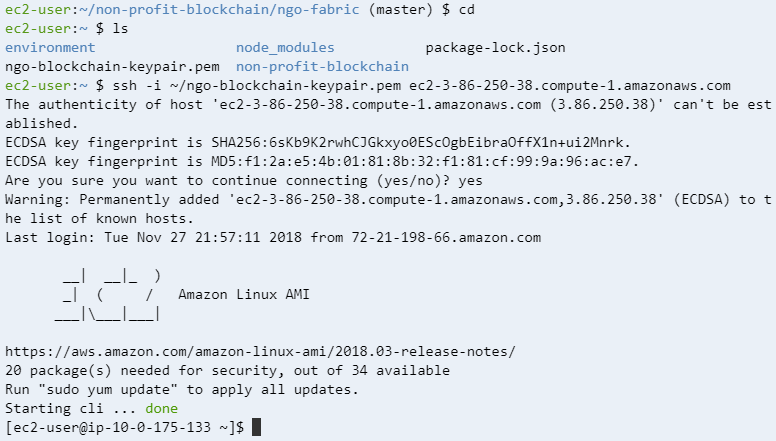 ec2-user:~/non-profit-blockchain/ngo-fabric (master) $ cd
ec2-user:~ $ ls
environment node_modules package-lock.json
ngo-blockchain-keypair.pem non-profit-blockchain
ec2-user:~ $ ssh -i ~/ngo-blockchain-keypair.pem ec2-3-86-250-38.compute-1.amazonaws.com
The authenticity of host 'ec2-3-86-250-38.compute-1.amazonaws.com (3.86.250.38)' can't be est
ablished.
ECDSA key fingerprint is SHA256:6sKb9K2rwhCJGkxyo0EScOgbEibraOffX1n+ui2Mnrk.
ECDSA key fingerprint is MD5:f1:2a:e5:4b:01:81:8b:32:f1:81:cf:99:9a:96:ac:e7.
Are you sure you want to continue connecting (yes/no)? yes
Warning: Permanently added 'ec2-3-86-250-38.compute-1.amazonaws.com,3.86.250.38' (ECDSA) to t
he list of known hosts.
Last login: Tue Nov 27 21:57:11 2018 from 72-21-198-66.amazon.com
__|  __|_  )
_|  (     /   Amazon Linux AMI
___|\___|___|
https://aws.amazon.com/amazon-linux-ami/2018.03-release-notes/
20 package(s) needed for security, out of 34 available
Run "sudo yum update" to apply all updates.
Starting cli ... done
[ec2-user@ip-10-0-175-133 ~]$